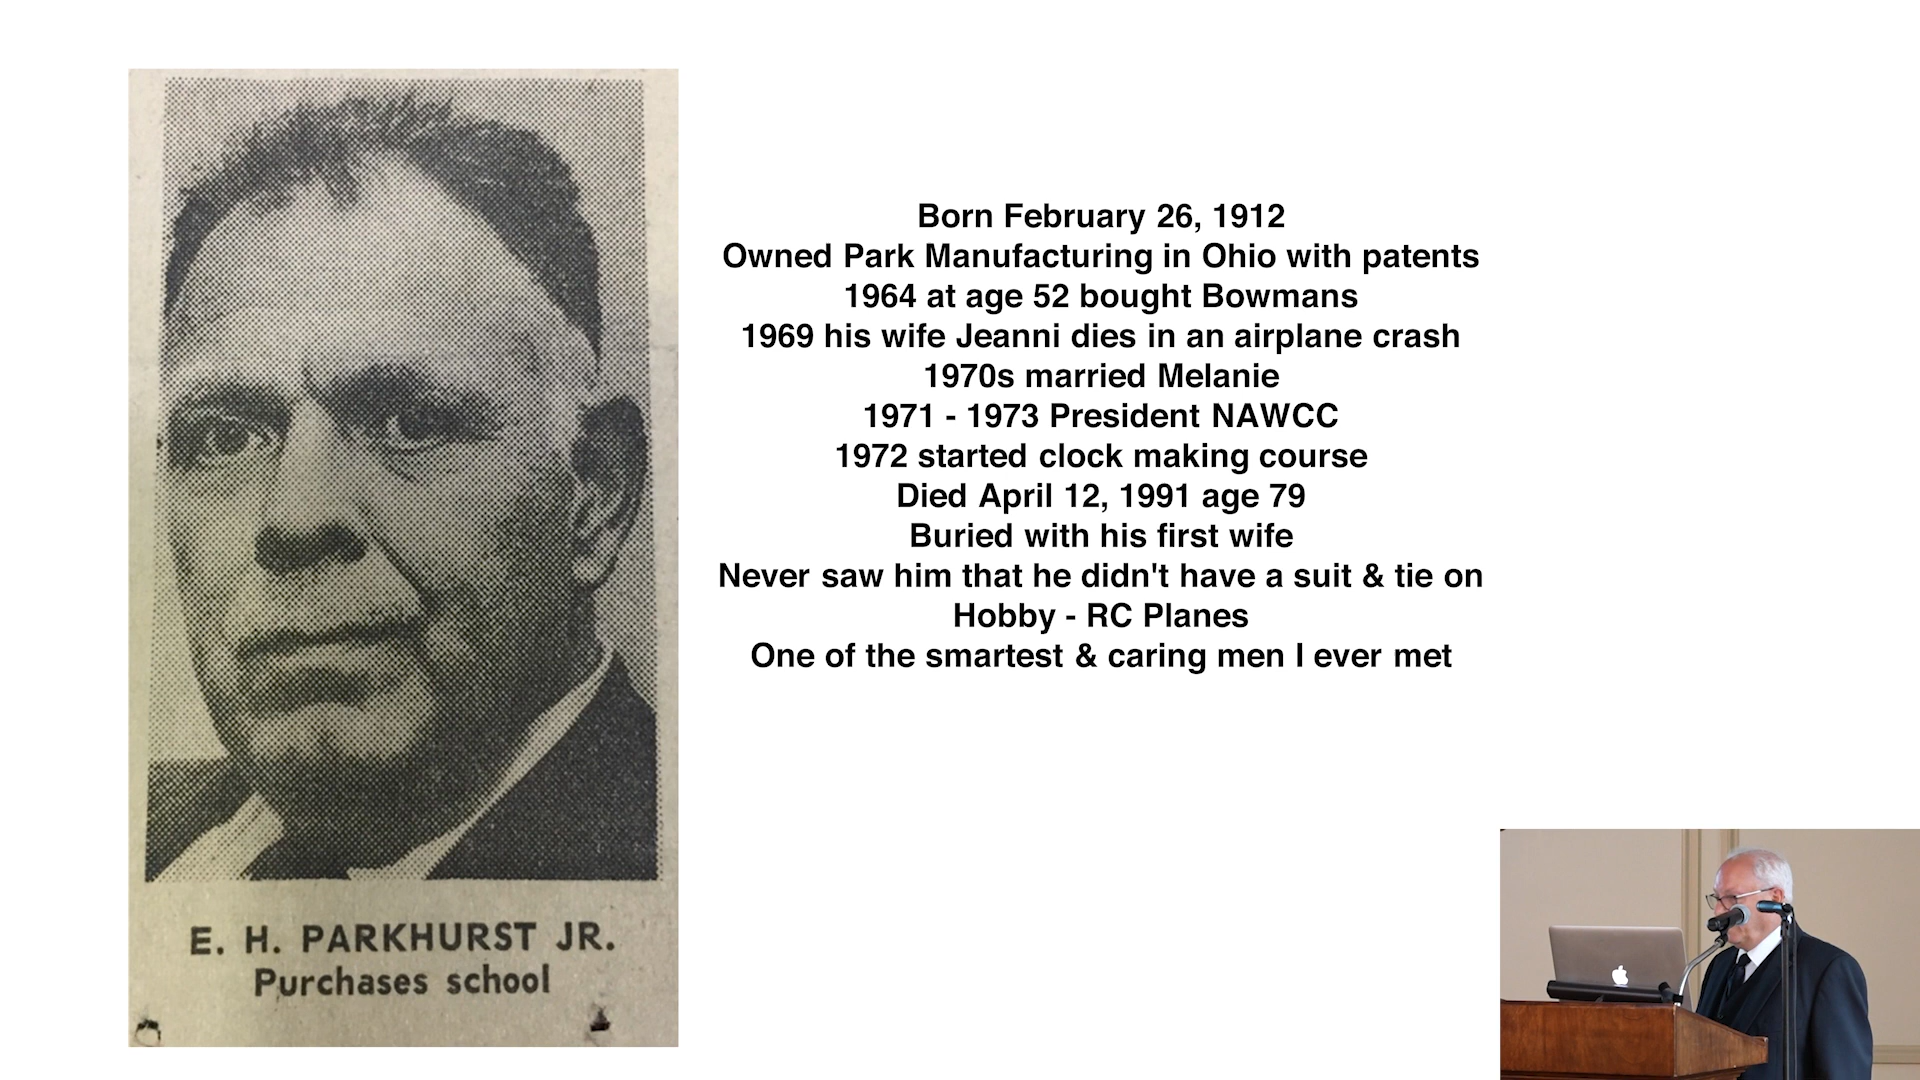 Born February 26, 1912
Owned Park Manufacturing in Ohio with patents
1964 at age 52 bought Bowmans
1969 his wife Jeanni dies in an airplane crash
1970s married Melanie
1971 - 1973 President NAWCC
1972 started clock making course
Died April 12, 1991 age 79
Buried with his first wife
Never saw him that he didn't have a suit & tie on
Hobby - RC Planes
One of the smartest & caring men I ever met
E. H. PARKHURST JR.
Purchases school